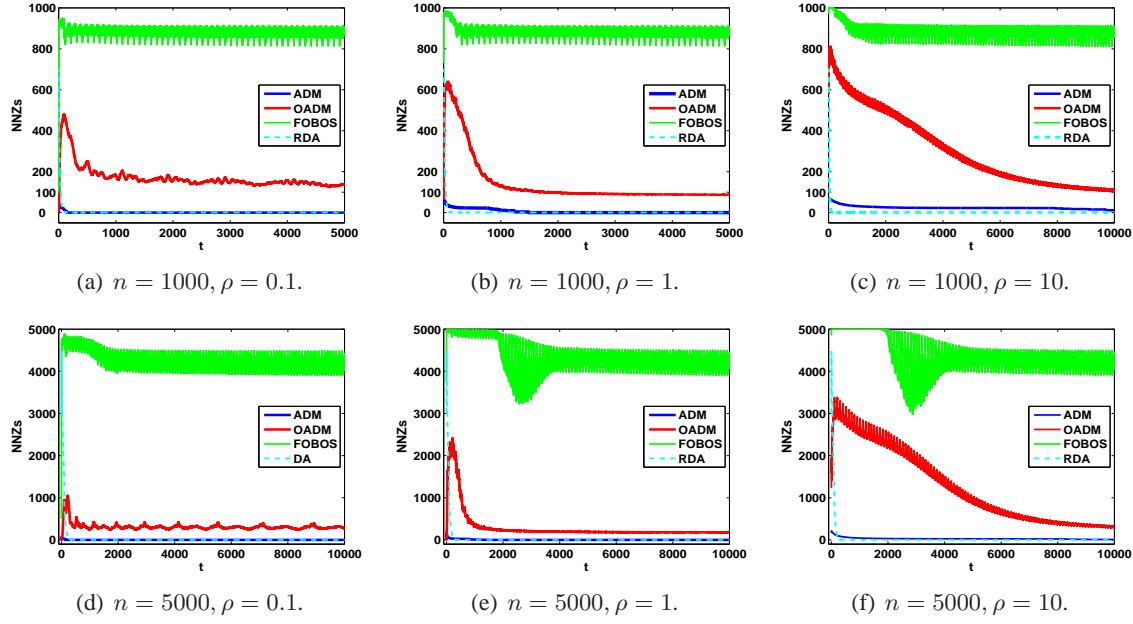 1000
800
600
400
200
100
0
NNZs
ADM
OADM
FOBOS
RDA
0
1000
2000
3000
4000
5000
t
(a) n = 1000, ρ = 0.1.
1000
800
600
400
200
100
0
NNZs
ADM
OADM
FOBOS
RDA
0
1000
2000
3000
4000
5000
t
(b) n = 1000, ρ = 1.
1000
800
600
400
200
100
0
NNZs
ADM
OADM
FOBOS
RDA
0
2000
4000
6000
8000
10000
t
(c) n = 1000, ρ = 10.
5000
4000
3000
2000
1000
0
NNZs
ADM
OADM
FOBOS
DA
0
2000
4000
6000
8000
10000
t
(d) n = 5000, ρ = 0.1.
5000
4000
3000
2000
1000
0
NNZs
ADM
OADM
FOBOS
RDA
0
2000
4000
6000
8000
10000
t
(e) n = 5000, ρ = 1.
5000
4000
3000
2000
1000
0
NNZs
ADM
OADM
FOBOS
RDA
0
2000
4000
6000
8000
10000
t
(f) n = 5000, ρ = 10.